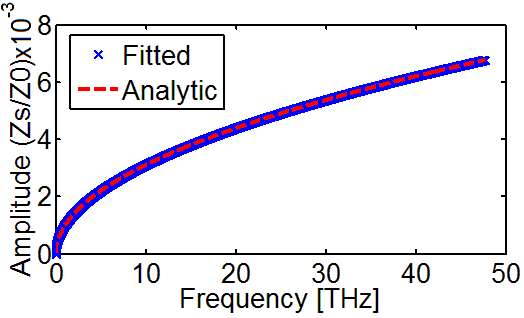 Amplitude (Zs/Z0)x10^-3
8
6
4
2
0
Fitted
Analytic
0 10 20 30 40 50
Frequency [THz]